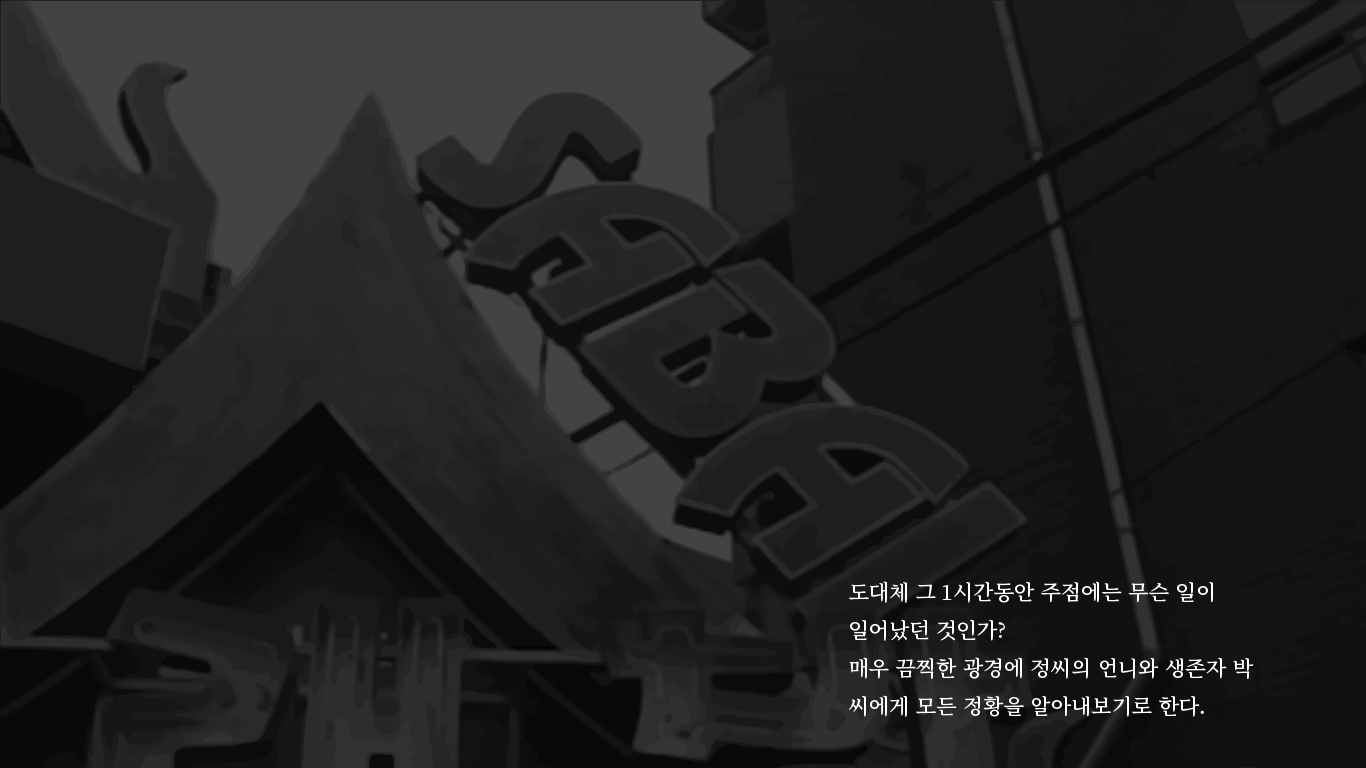 도대체 그 1시간동안 주점에는 무슨 일이
일어났던 것인가?
매우 끔찍한 광경에 정씨의 언니와 생존자 박
씨에게 모든 정황을 알아내보기로 한다.